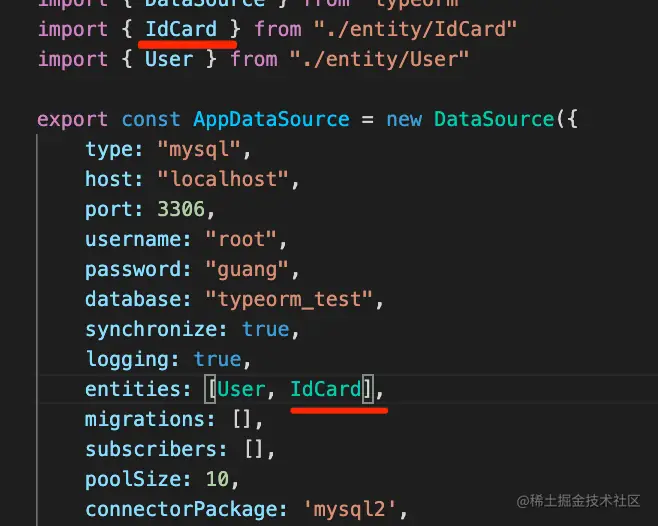 import { DataSource } from "typeorm"
import { IdCard } from "./entity/IdCard"
import { User } from "./entity/User"
export const AppDataSource = new DataSource({
type: "mysql",
host: "localhost",
port: 3306,
username: "root",
password: "guang",
database: "typeorm_test",
synchronize: true,
logging: true,
entities: [User, IdCard],
migrations: [],
subscribers: [],
poolSize: 10,
connectorPackage: 'mysql2',
@稀土掘金技术社区